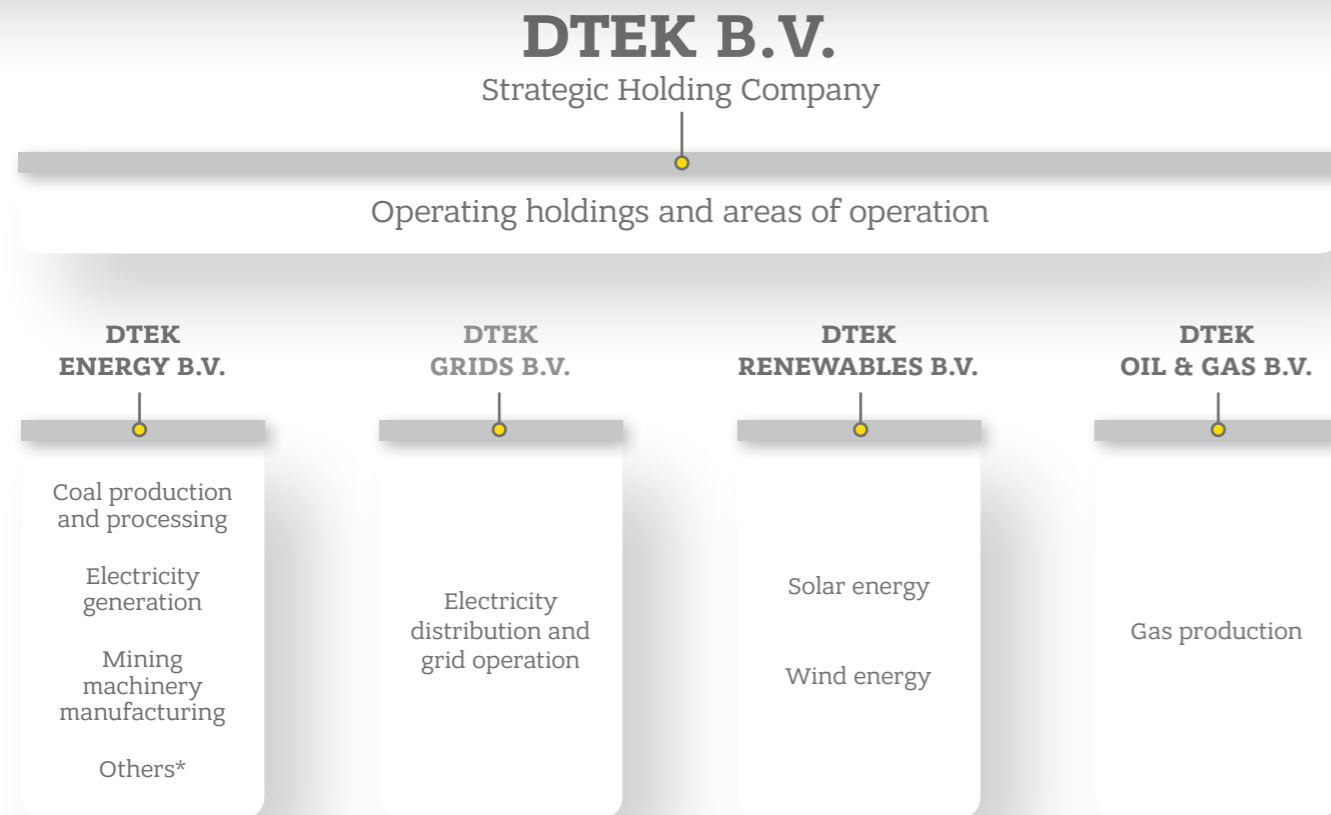 DTEK B.V.
Strategic Holding Company
Operating holdings and areas of operation
DTEK
ENERGY B.V.
Coal production
and processing
Electricity
generation
Mining
machinery
manufacturing
Others*
DTEK
GRIDS B.V.
Electricity
distribution and
grid operation
DTEK
RENEWABLES B.V.
Solar energy
Wind energy
DTEK
OIL & GAS B.V.
Gas production